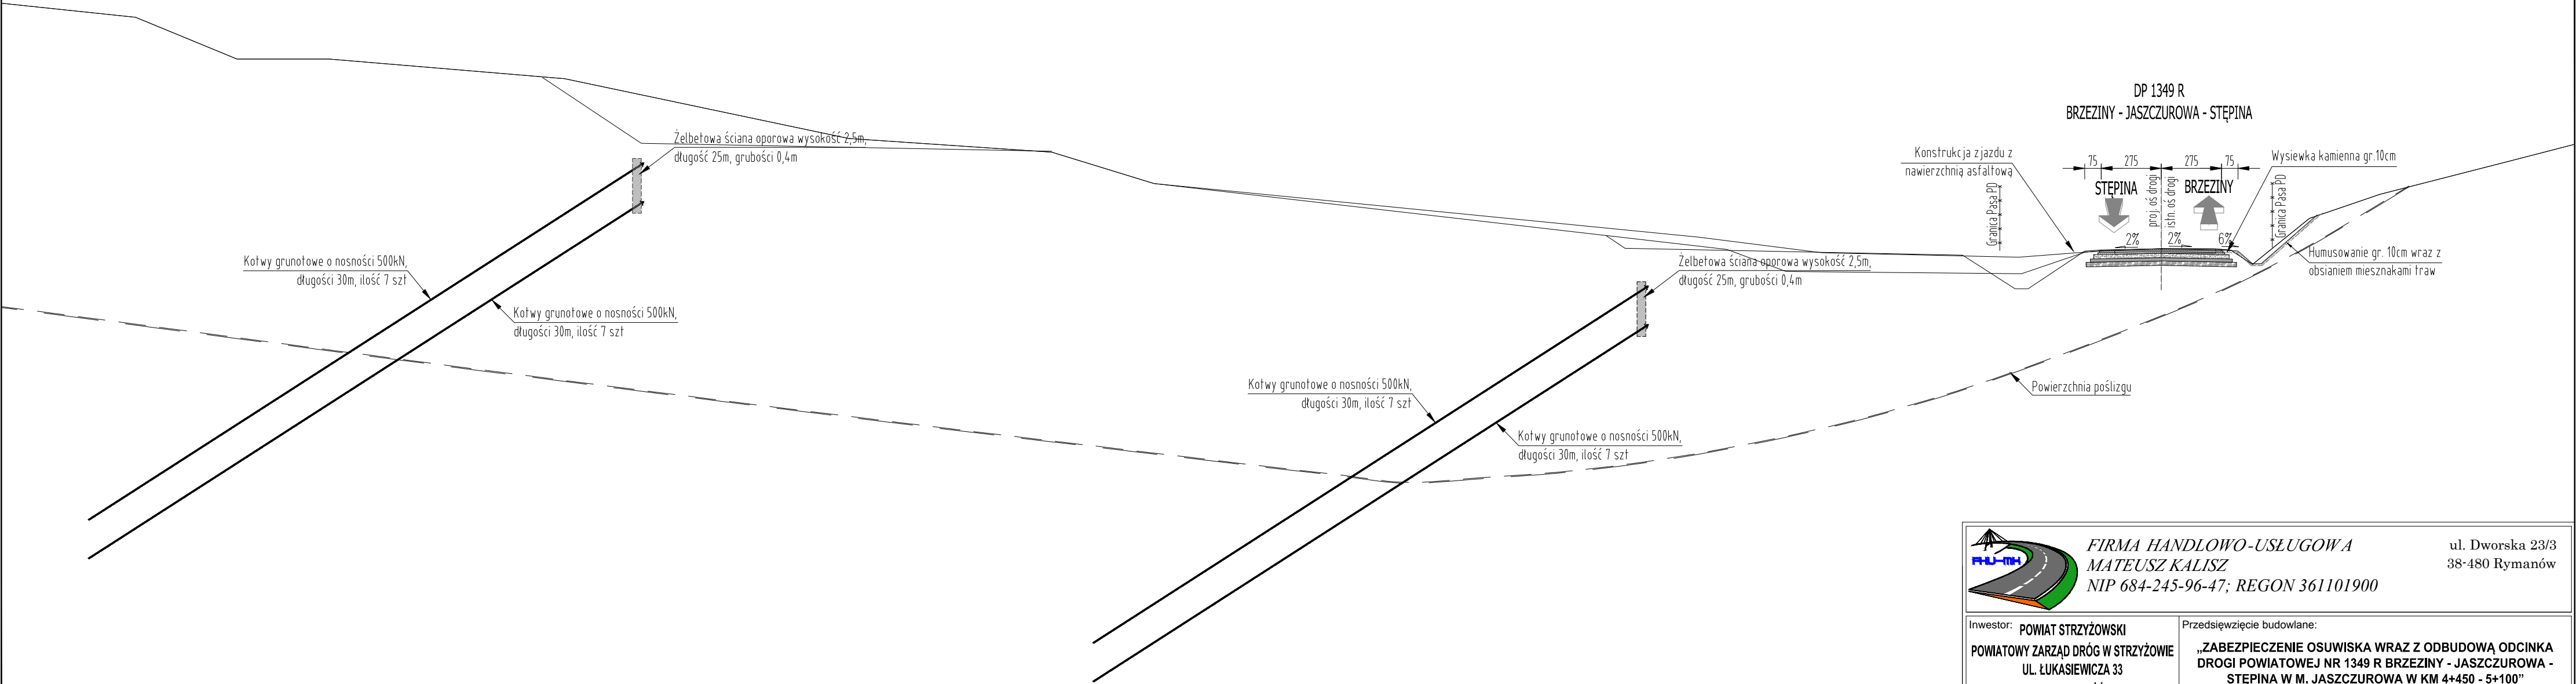 DP 1349 R
BRZEZINY - JASZCZUROWA - STĘPINA
Żelbetowa ściana oporowa wysokość 2,5m,
długość 25m, grubości 0,4m
Konstrukcja zjazdu z
nawierzchnią asfaltową
75
275
275
75
Wysiewka kamienna gr.10cm
STĘPINA
BRZEZINY
proj. oś drogi
istn. oś drogi
Granica Pasa PD
Granica Pasa PD
2%
2%
6%
Humusowanie gr. 10cm wraz z
obsianiem miesznakami traw
Kotwy grunotowe o nosności 500kN,
długości 30m, ilość 7 szt
Kotwy grunotowe o nosności 500kN,
długości 30m, ilość 7 szt
Żelbetowa ściana oporowa wysokość 2,5m,
długość 25m, grubości 0,4m
Kotwy grunotowe o nosności 500kN,
długości 30m, ilość 7 szt
Kotwy grunotowe o nosności 500kN,
długości 30m, ilość 7 szt
Powierzchnia poślizgu
FHU-MK
FIRMA HANDLOWO-USŁUGOWA
MATEUSZ KALISZ
NIP 684-245-96-47; REGON 361101900
ul. Dworska 23/3
38-480 Rymanów
Inwestor:
POWIAT STRZYŻOWSKI
POWIATOWY ZARZĄD DRÓG W STRZYŻOWIE
UL. ŁUKASIEWICZA 33
Przedsięwzięcie budowlane:
„ZABEZPIECZENIE OSUWISKA WRAZ Z ODBUDOWĄ ODCINKA
DROGI POWIATOWEJ NR 1349 R BRZEZINY - JASZCZUROWA -
STĘPINA W M. JASZCZUROWA W KM 4+450 - 5+100”